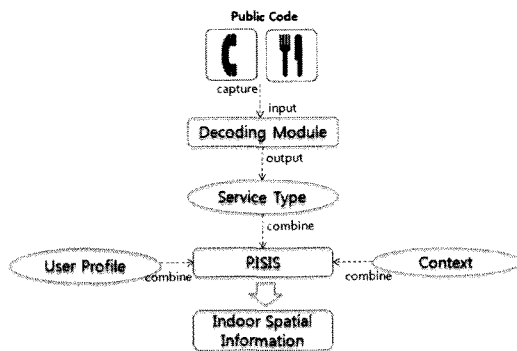 Public Code
capture
input
Decoding Module
output
Service Type
combine
User Profile
combine
PISIS
combine
Context
Indoor Spatial
Information